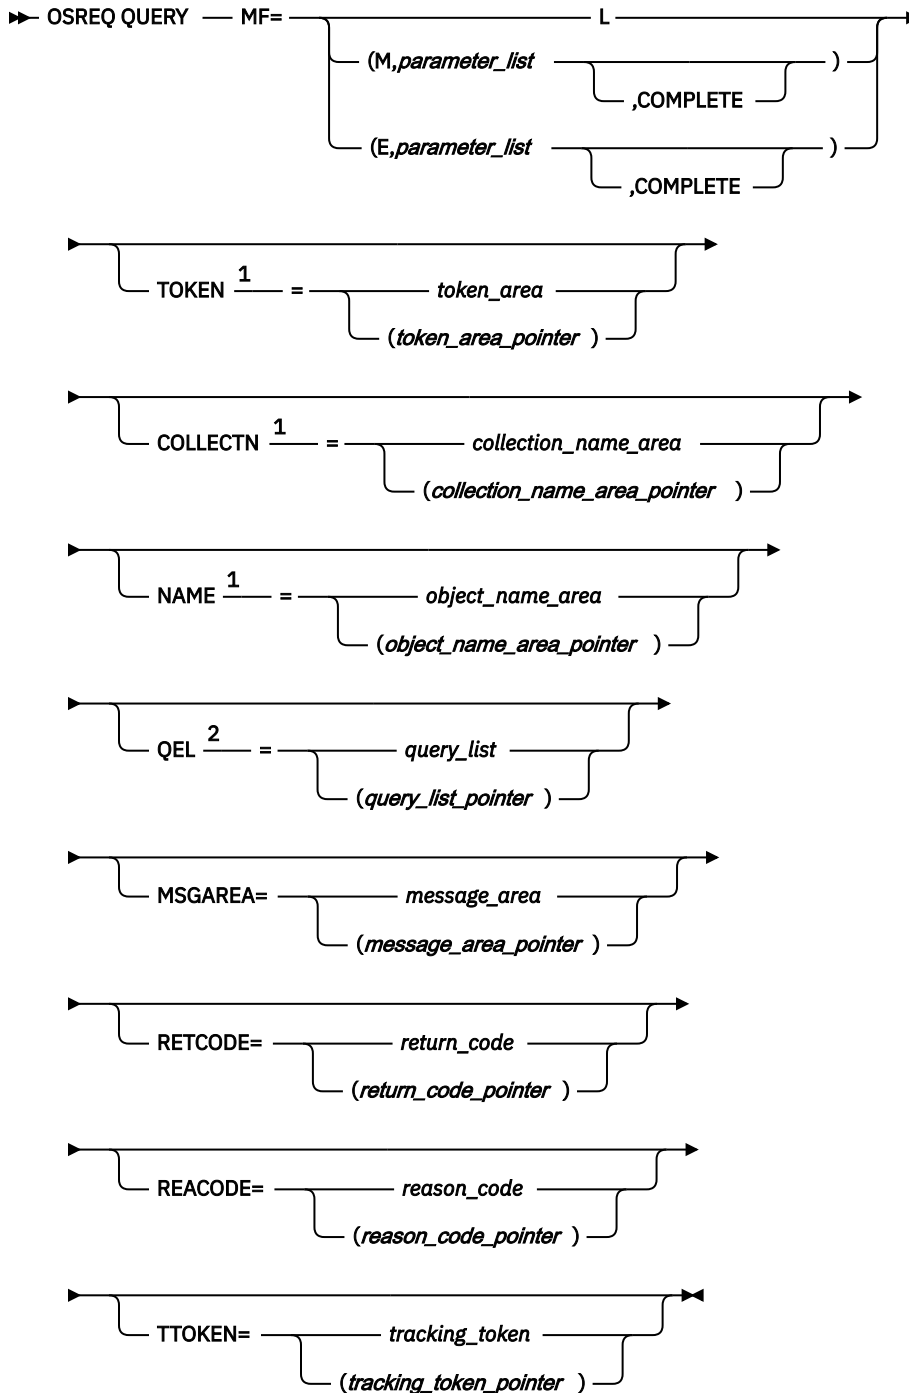 OSREQ QUERY MF= L
(M,parameter_list )
,COMPLETE
(E,parameter_list )
,COMPLETE
TOKEN 1 = token_area
(token_area_pointer )
COLLECTN 1 = collection_name_area
(collection_name_area_pointer )
NAME 1 = object_name_area
(object_name_area_pointer )
QEL 2 = query_list
(query_list_pointer )
MSGAREA= message_area
(message_area_pointer )
RETCODE= return_code
(return_code_pointer )
REACODE= reason_code
(reason_code_pointer )
TTOKEN= tracking_token
(tracking_token_pointer )